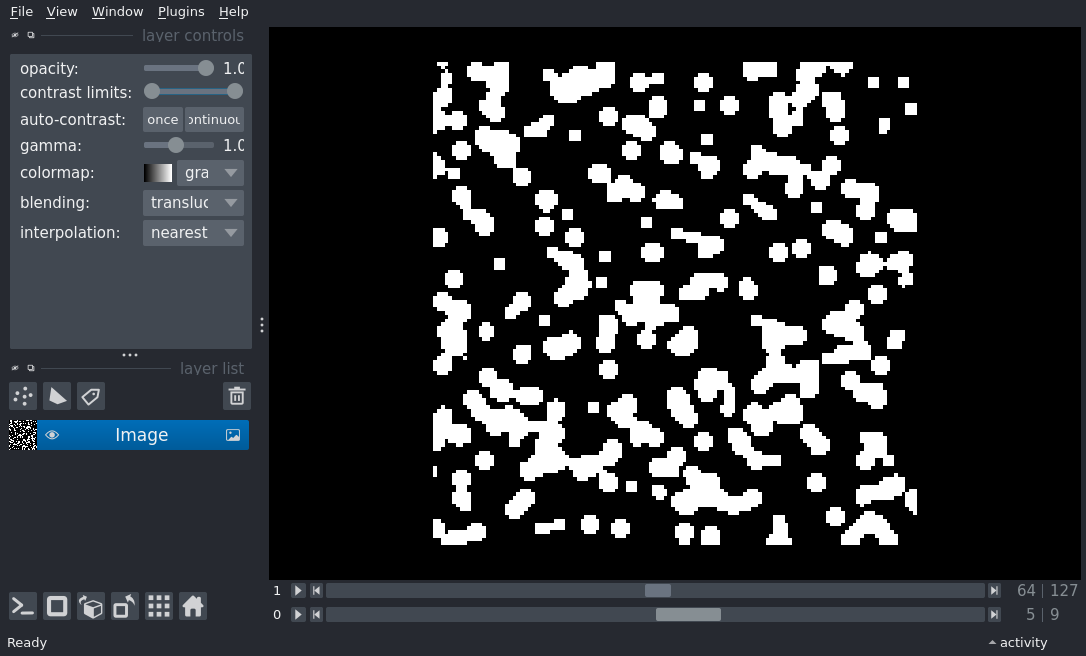 File View Window Plugins Help
layer controls
opacity: 1.0
contrast limits:
auto-contrast: once ontinuou
gamma: 1.0
colormap: gra
blending: transluc
interpolation: nearest
layer list
Image
1 64 | 127
0 5 | 9
Ready activity